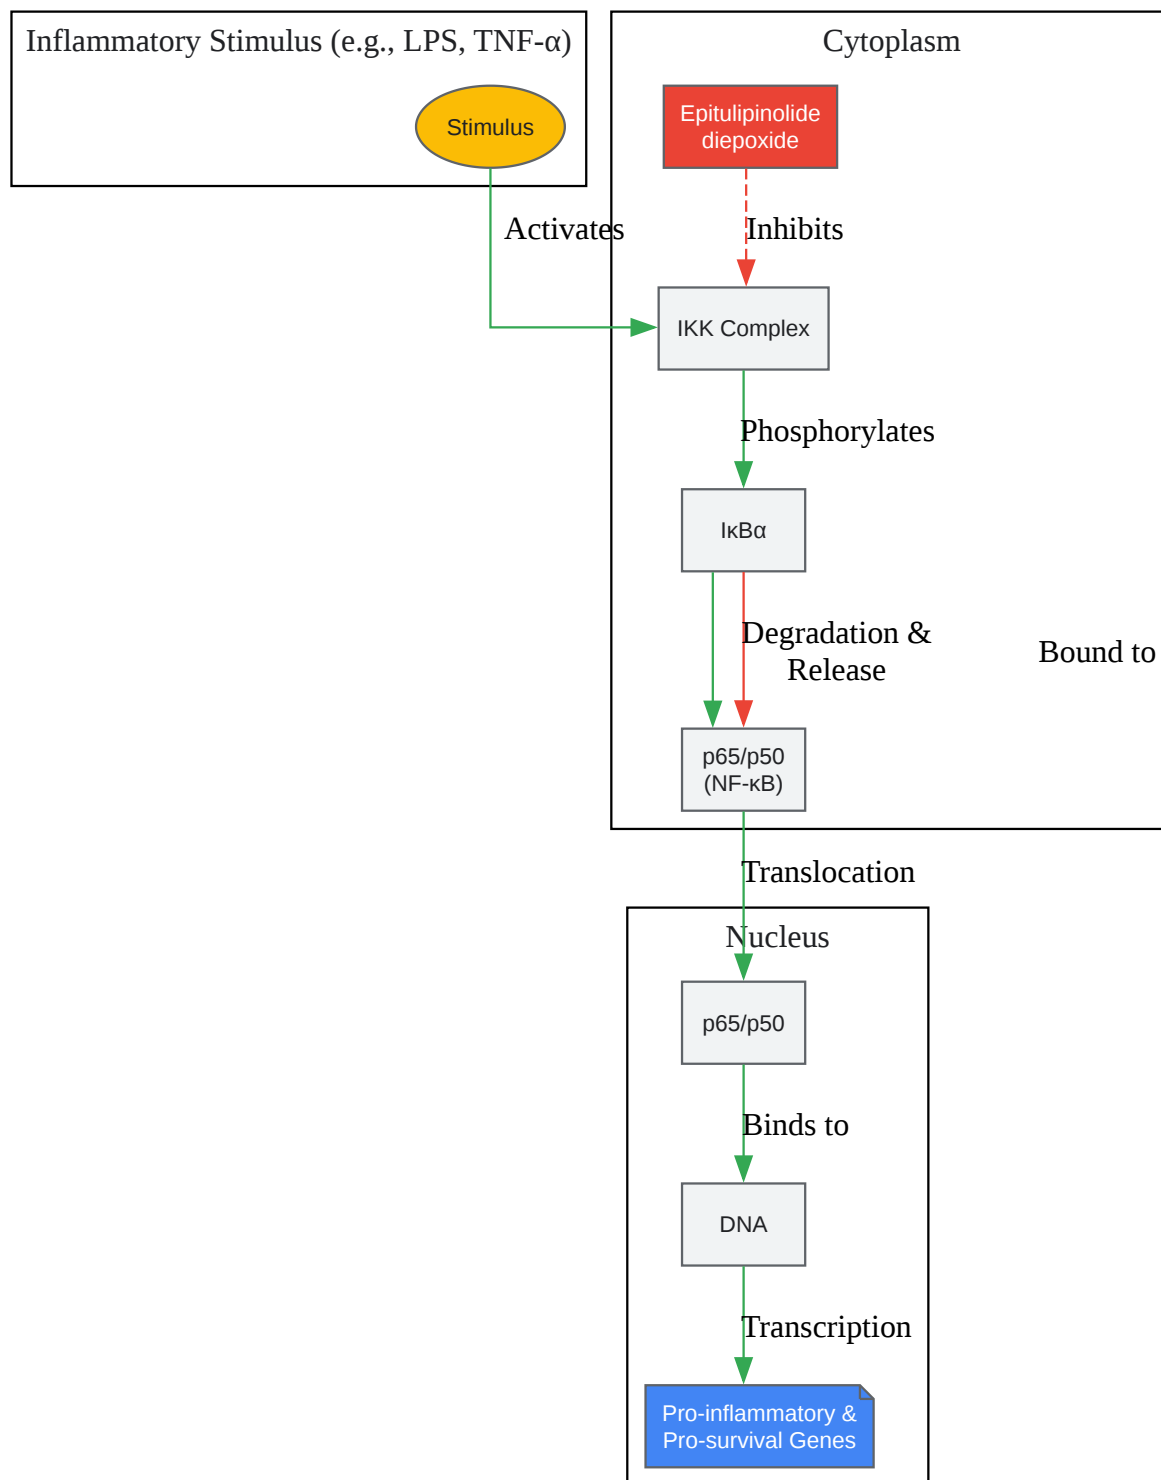 Inflammatory Stimulus (e.g., LPS, TNF-α)
Cytoplasm
Stimulus
Epitulipinolide
diepoxide
Activates
Inhibits
IKK Complex
Phosphorylates
IκBα
Degradation &
Release
Bound to
p65/p50
(NF-κB)
Translocation
Nucleus
p65/p50
Binds to
DNA
Transcription
Pro-inflammatory &
Pro-survival Genes